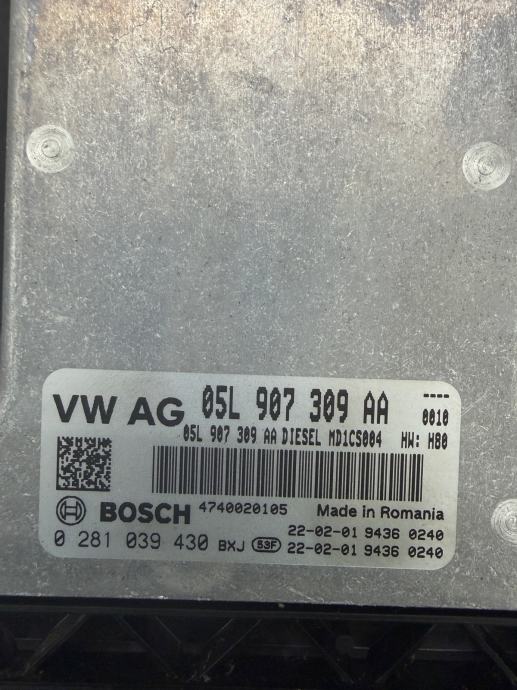 VW AG 05L 907 309 AA ----
0010
05L 907 309 AA DIESEL MD1CS004 HW: H80
BOSCH 4740020105 Made in Romania
22-02-01 9436 0240
0 281 039 430 BXJ 53F 22-02-01 9436 0240